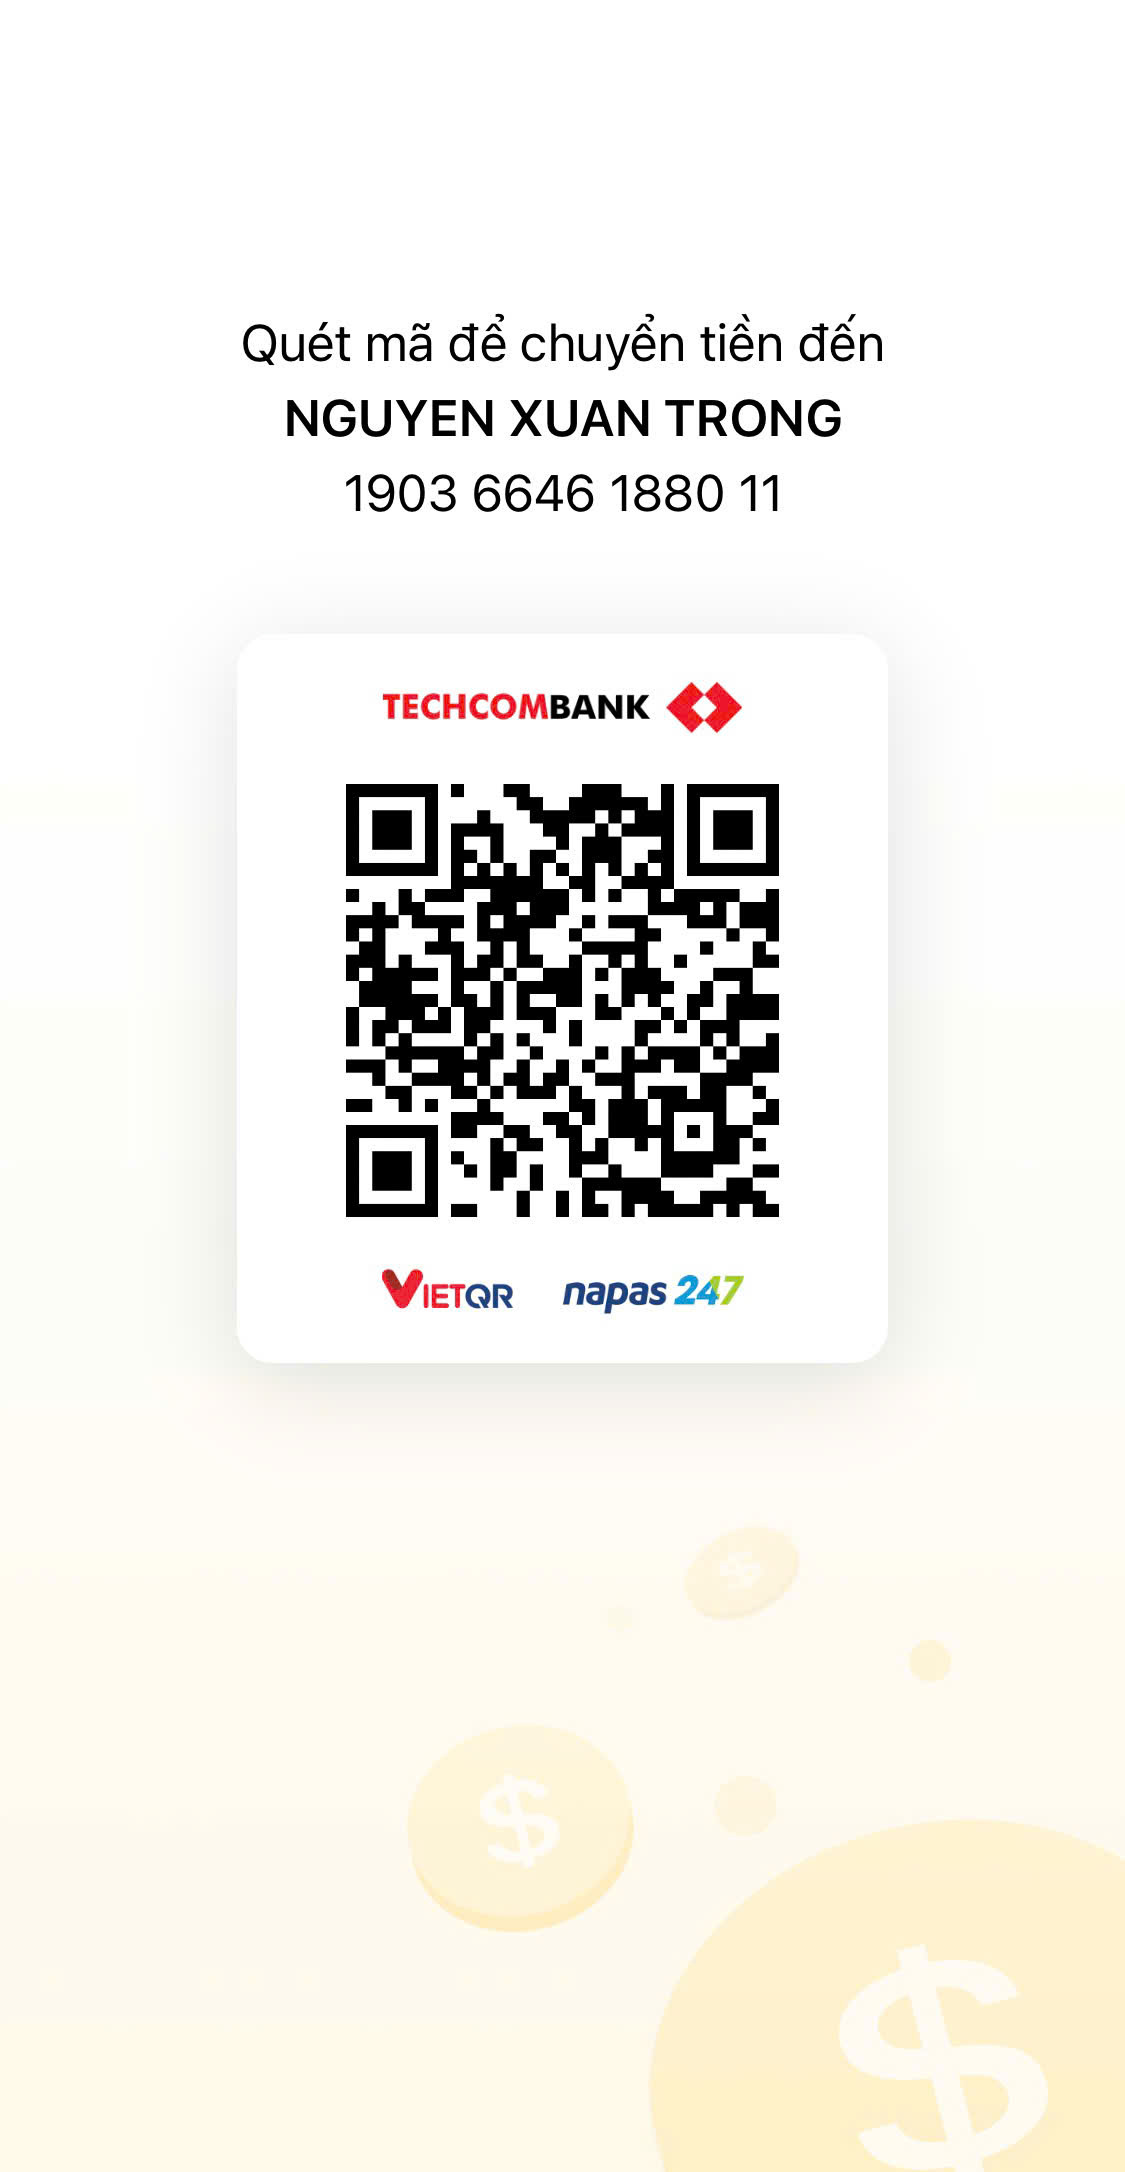 Quét mã để chuyển tiền đến
NGUYEN XUAN TRONG
1903 6646 1880 11
TECHCOMBANK
VIETQR napas 247
$
$
$